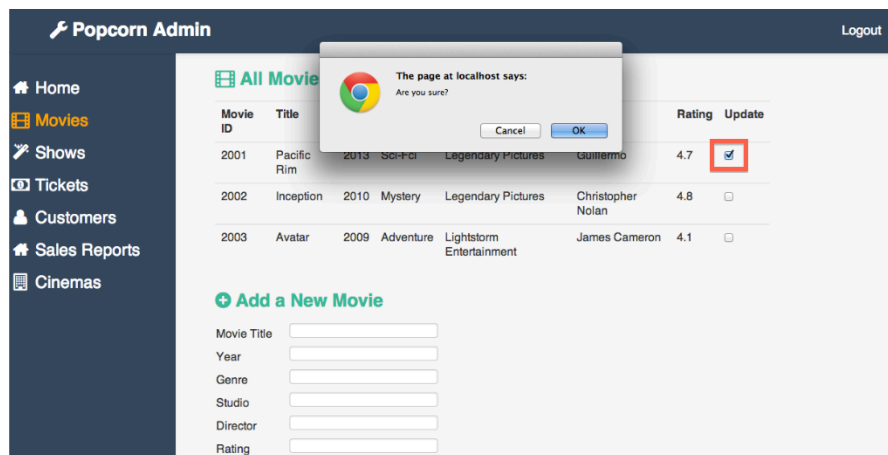 Popcorn Admin
Logout
Home
Movies
Shows
Tickets
Customers
Sales Reports
Cinemas
All Movie
The page at localhost says:
Are you sure?
Cancel OK
Movie ID Title Rating Update
2001 Pacific Rim 2013 Sci-Fci Legendary Pictures Guillermo 4.7
2002 Inception 2010 Mystery Legendary Pictures Christopher Nolan 4.8
2003 Avatar 2009 Adventure Lightstorm Entertainment James Cameron 4.1
Add a New Movie
Movie Title
Year
Genre
Studio
Director
Rating